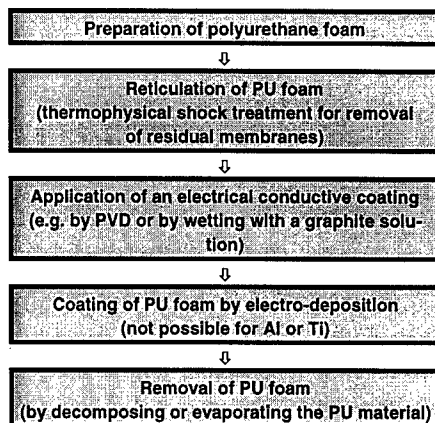 Preparation of polyurethane foam
Reticulation of PU foam
(thermophysical shock treatment for removal
of residual membranes)
Application of an electrical conductive coating
(e.g. by PVD or by wetting with a graphite solu-
tion)
Coating of PU foam by electro-deposition
(not possible for Al or Ti)
Removal of PU foam
(by decomposing or evaporating the PU material)